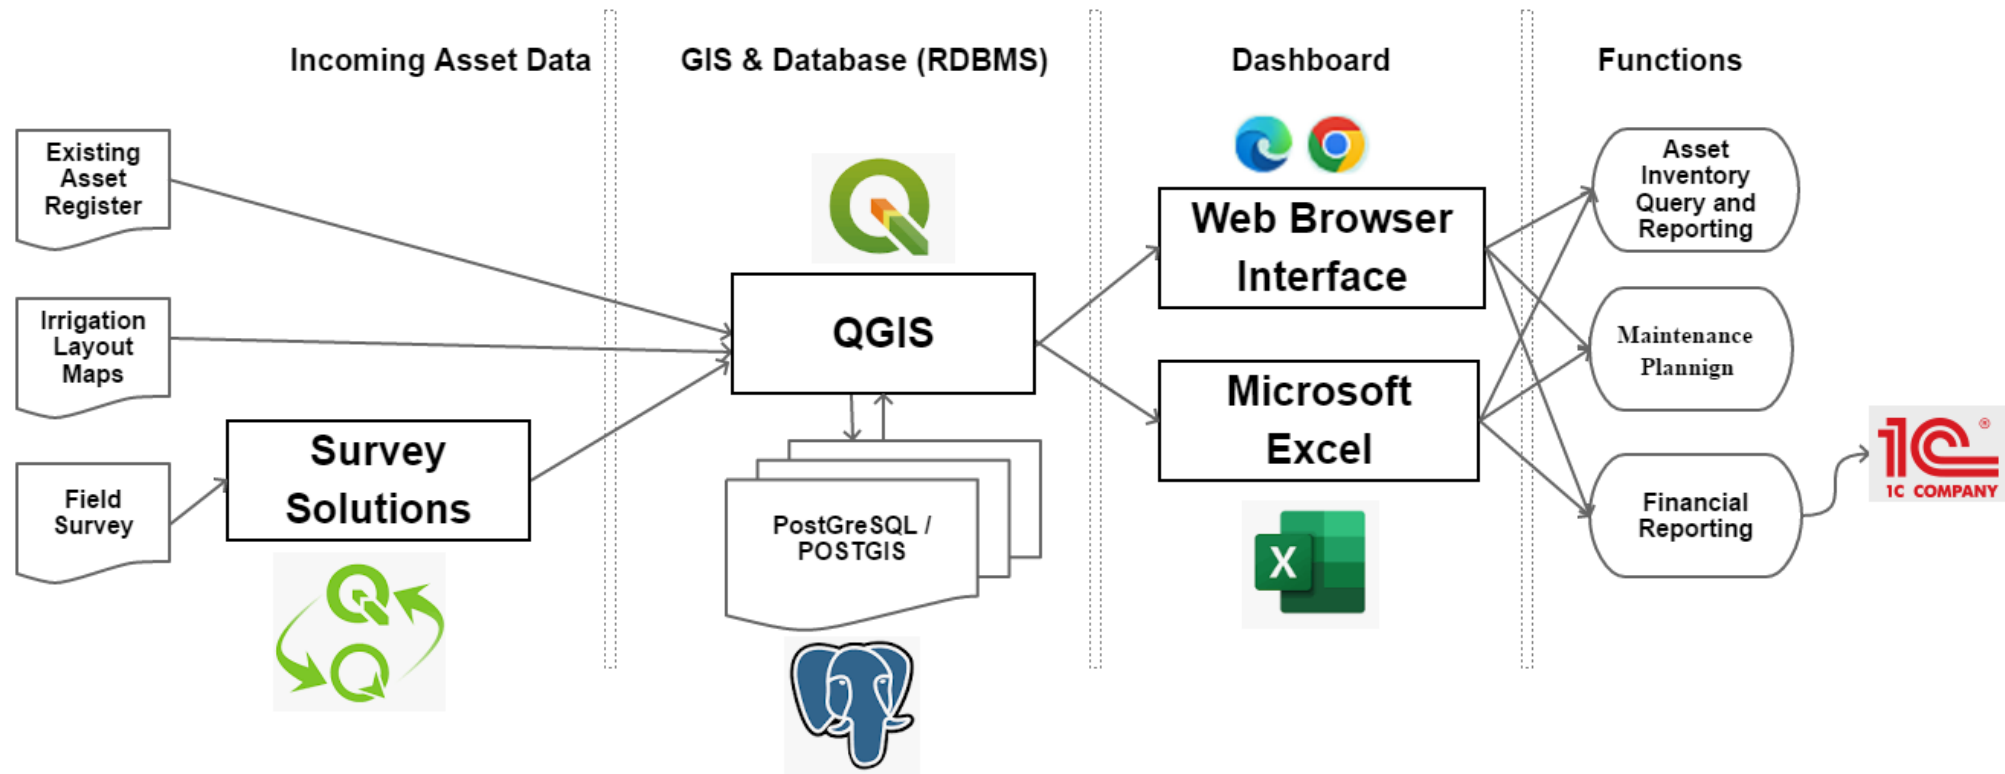 Incoming Asset Data
GIS & Database (RDBMS)
Dashboard
Functions
Existing
Asset
Register
Irrigation
Layout
Maps
Field
Survey
Survey
Solutions
QGIS
PostGreSQL /
POSTGIS
Web Browser
Interface
Microsoft
Excel
X
Asset
Inventory
Query and
Reporting
Maintenance
Plannign
Financial
Reporting
1C ®
1C COMPANY